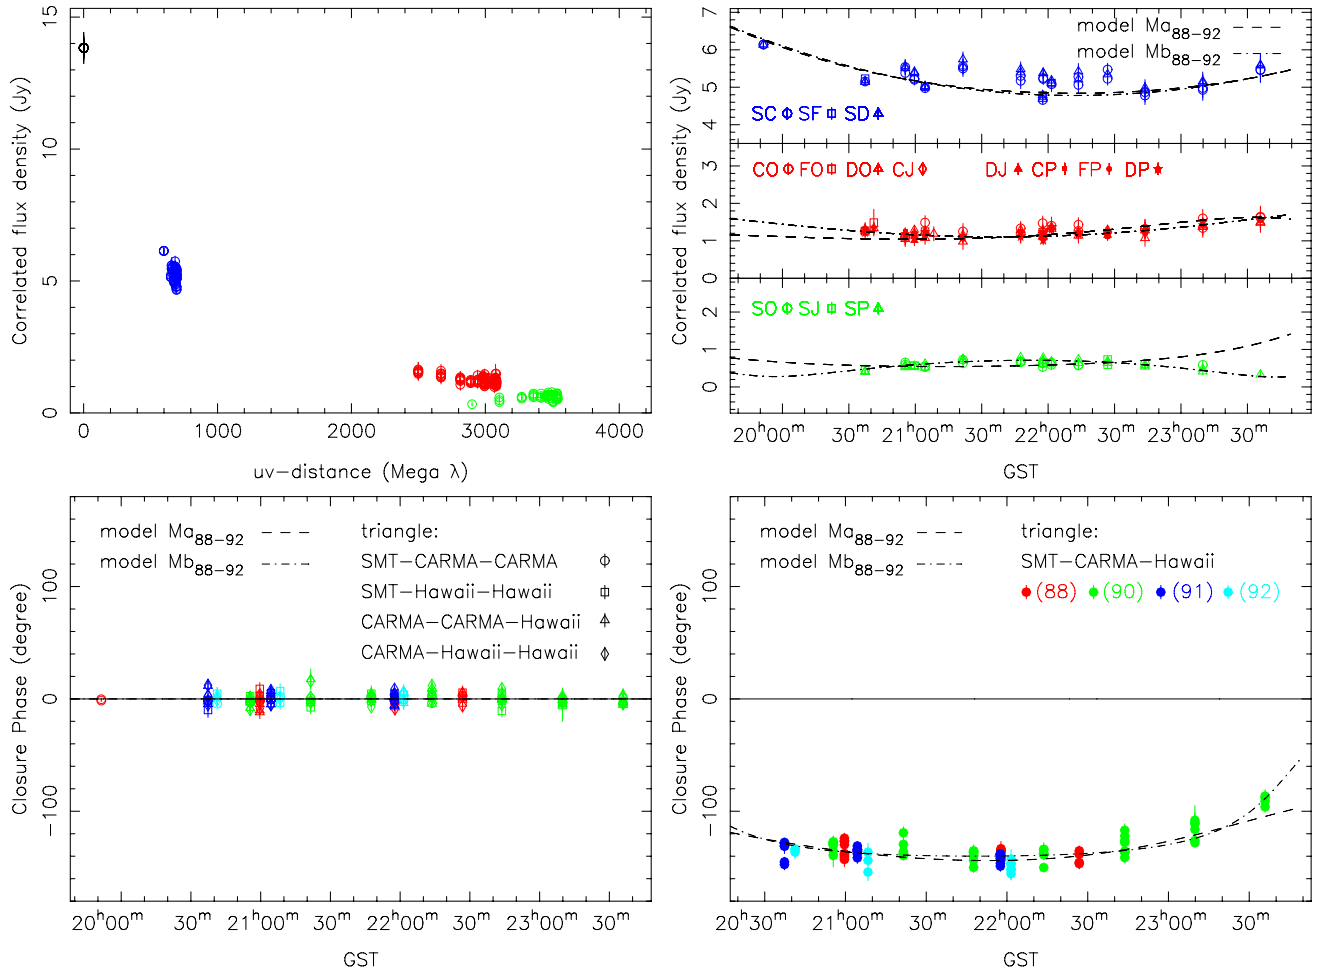 15
10
5
0
Correlated flux density (Jy)
0 1000 2000 3000 4000
uv-distance (Mega λ)
7
6
5
4
model Ma88-92
model Mb88-92
SC SF SD
3
2
1
0
CO FO DO CJ DJ CP FP DP
2
1
0
SO SJ SP
Correlated flux density (Jy)
Correlated flux density (Jy)
20h00m 30m 21h00m 30m 22h00m 30m 23h00m 30m
GST
model Ma88-92
model Mb88-92
triangle:
SMT-CARMA-CARMA
SMT-Hawaii-Hawaii
CARMA-CARMA-Hawaii
CARMA-Hawaii-Hawaii
100
0
-100
Closure Phase (degree)
20h00m 30m 21h00m 30m 22h00m 30m 23h00m 30m
GST
model Ma88-92
model Mb88-92
triangle:
SMT-CARMA-Hawaii
(88) (90) (91) (92)
100
0
-100
Closure Phase (degree)
20h30m 21h00m 30m 22h00m 30m 23h00m 30m
GST